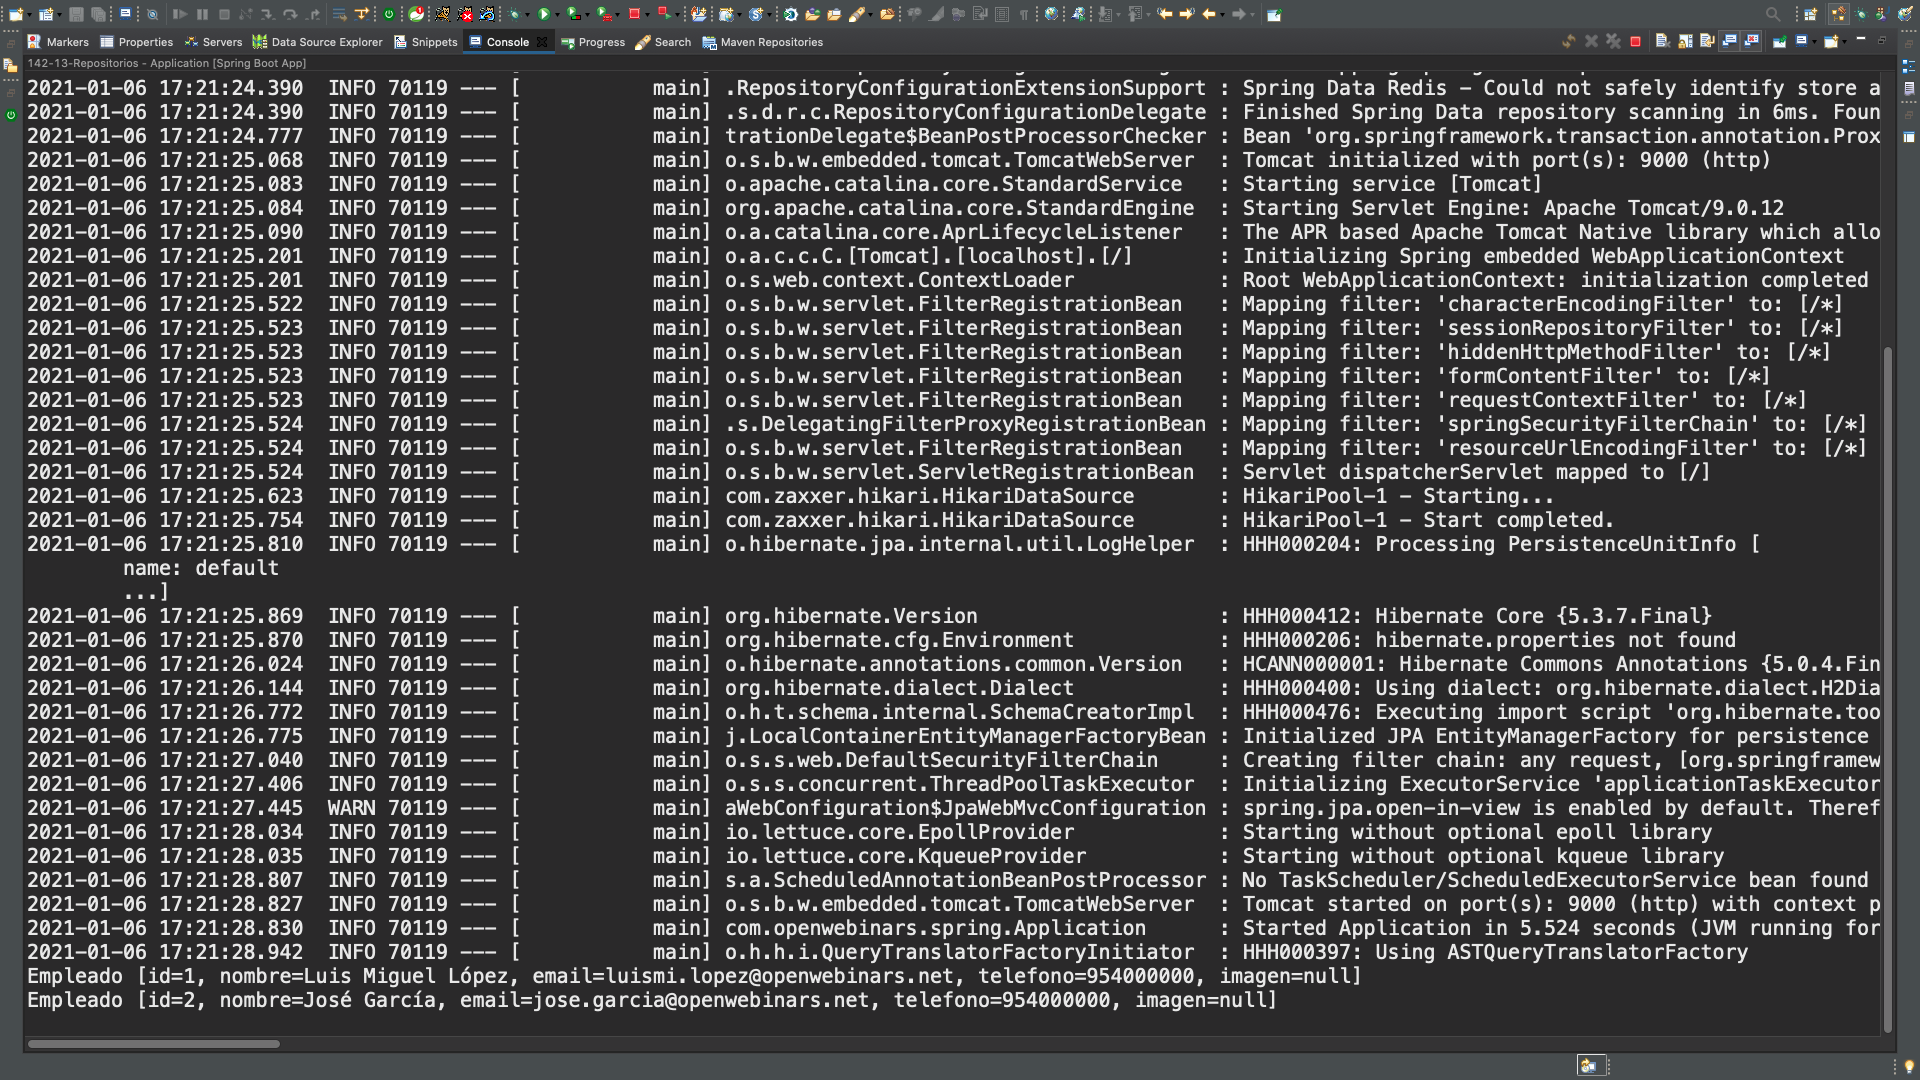 Markers Properties Servers Data Source Explorer Snippets Console Progress Search Maven Repositories
142-13-Repositorios - Application [Spring Boot App]
2021-01-06 17:21:24.390  INFO 70119 --- [           main] .RepositoryConfigurationExtensionSupport : Spring Data Redis - Could not safely identify store a
2021-01-06 17:21:24.390  INFO 70119 --- [           main] .s.d.r.c.RepositoryConfigurationDelegate : Finished Spring Data repository scanning in 6ms. Foun
2021-01-06 17:21:24.777  INFO 70119 --- [           main] trationDelegate$BeanPostProcessorChecker : Bean 'org.springframework.transaction.annotation.Prox
2021-01-06 17:21:25.068  INFO 70119 --- [           main] o.s.b.w.embedded.tomcat.TomcatWebServer  : Tomcat initialized with port(s): 9000 (http)
2021-01-06 17:21:25.083  INFO 70119 --- [           main] o.apache.catalina.core.StandardService   : Starting service [Tomcat]
2021-01-06 17:21:25.084  INFO 70119 --- [           main] org.apache.catalina.core.StandardEngine  : Starting Servlet Engine: Apache Tomcat/9.0.12
2021-01-06 17:21:25.090  INFO 70119 --- [           main] o.a.catalina.core.AprLifecycleListener   : The APR based Apache Tomcat Native library which allo
2021-01-06 17:21:25.201  INFO 70119 --- [           main] o.a.c.c.C.[Tomcat].[localhost].[/]       : Initializing Spring embedded WebApplicationContext
2021-01-06 17:21:25.201  INFO 70119 --- [           main] o.s.web.context.ContextLoader            : Root WebApplicationContext: initialization completed
2021-01-06 17:21:25.522  INFO 70119 --- [           main] o.s.b.w.servlet.FilterRegistrationBean   : Mapping filter: 'characterEncodingFilter' to: [/*]
2021-01-06 17:21:25.523  INFO 70119 --- [           main] o.s.b.w.servlet.FilterRegistrationBean   : Mapping filter: 'sessionRepositoryFilter' to: [/*]
2021-01-06 17:21:25.523  INFO 70119 --- [           main] o.s.b.w.servlet.FilterRegistrationBean   : Mapping filter: 'hiddenHttpMethodFilter' to: [/*]
2021-01-06 17:21:25.523  INFO 70119 --- [           main] o.s.b.w.servlet.FilterRegistrationBean   : Mapping filter: 'formContentFilter' to: [/*]
2021-01-06 17:21:25.523  INFO 70119 --- [           main] o.s.b.w.servlet.FilterRegistrationBean   : Mapping filter: 'requestContextFilter' to: [/*]
2021-01-06 17:21:25.524  INFO 70119 --- [           main] .s.DelegatingFilterProxyRegistrationBean : Mapping filter: 'springSecurityFilterChain' to: [/*]
2021-01-06 17:21:25.524  INFO 70119 --- [           main] o.s.b.w.servlet.FilterRegistrationBean   : Mapping filter: 'resourceUrlEncodingFilter' to: [/*]
2021-01-06 17:21:25.524  INFO 70119 --- [           main] o.s.b.w.servlet.ServletRegistrationBean  : Servlet dispatcherServlet mapped to [/]
2021-01-06 17:21:25.623  INFO 70119 --- [           main] com.zaxxer.hikari.HikariDataSource       : HikariPool-1 - Starting...
2021-01-06 17:21:25.754  INFO 70119 --- [           main] com.zaxxer.hikari.HikariDataSource       : HikariPool-1 - Start completed.
2021-01-06 17:21:25.810  INFO 70119 --- [           main] o.hibernate.jpa.internal.util.LogHelper  : HHH000204: Processing PersistenceUnitInfo [
name: default
...]
2021-01-06 17:21:25.869  INFO 70119 --- [           main] org.hibernate.Version                    : HHH000412: Hibernate Core {5.3.7.Final}
2021-01-06 17:21:25.870  INFO 70119 --- [           main] org.hibernate.cfg.Environment            : HHH000206: hibernate.properties not found
2021-01-06 17:21:26.024  INFO 70119 --- [           main] o.hibernate.annotations.common.Version   : HCANN000001: Hibernate Commons Annotations {5.0.4.Fin
2021-01-06 17:21:26.144  INFO 70119 --- [           main] org.hibernate.dialect.Dialect            : HHH000400: Using dialect: org.hibernate.dialect.H2Dia
2021-01-06 17:21:26.772  INFO 70119 --- [           main] o.h.t.schema.internal.SchemaCreatorImpl  : HHH000476: Executing import script 'org.hibernate.too
2021-01-06 17:21:26.775  INFO 70119 --- [           main] j.LocalContainerEntityManagerFactoryBean : Initialized JPA EntityManagerFactory for persistence
2021-01-06 17:21:27.040  INFO 70119 --- [           main] o.s.s.web.DefaultSecurityFilterChain     : Creating filter chain: any request, [org.springframew
2021-01-06 17:21:27.406  INFO 70119 --- [           main] o.s.s.concurrent.ThreadPoolTaskExecutor  : Initializing ExecutorService 'applicationTaskExecutor
2021-01-06 17:21:27.445  WARN 70119 --- [           main] aWebConfiguration$JpaWebMvcConfiguration : spring.jpa.open-in-view is enabled by default. Theref
2021-01-06 17:21:28.034  INFO 70119 --- [           main] io.lettuce.core.EpollProvider            : Starting without optional epoll library
2021-01-06 17:21:28.035  INFO 70119 --- [           main] io.lettuce.core.KqueueProvider           : Starting without optional kqueue library
2021-01-06 17:21:28.807  INFO 70119 --- [           main] s.a.ScheduledAnnotationBeanPostProcessor : No TaskScheduler/ScheduledExecutorService bean found
2021-01-06 17:21:28.827  INFO 70119 --- [           main] o.s.b.w.embedded.tomcat.TomcatWebServer  : Tomcat started on port(s): 9000 (http) with context p
2021-01-06 17:21:28.830  INFO 70119 --- [           main] com.openwebinars.spring.Application      : Started Application in 5.524 seconds (JVM running for
2021-01-06 17:21:28.942  INFO 70119 --- [           main] o.h.h.i.QueryTranslatorFactoryInitiator  : HHH000397: Using ASTQueryTranslatorFactory
Empleado [id=1, nombre=Luis Miguel López, email=luismi.lopez@openwebinars.net, telefono=954000000, imagen=null]
Empleado [id=2, nombre=José García, email=jose.garcia@openwebinars.net, telefono=954000000, imagen=null]